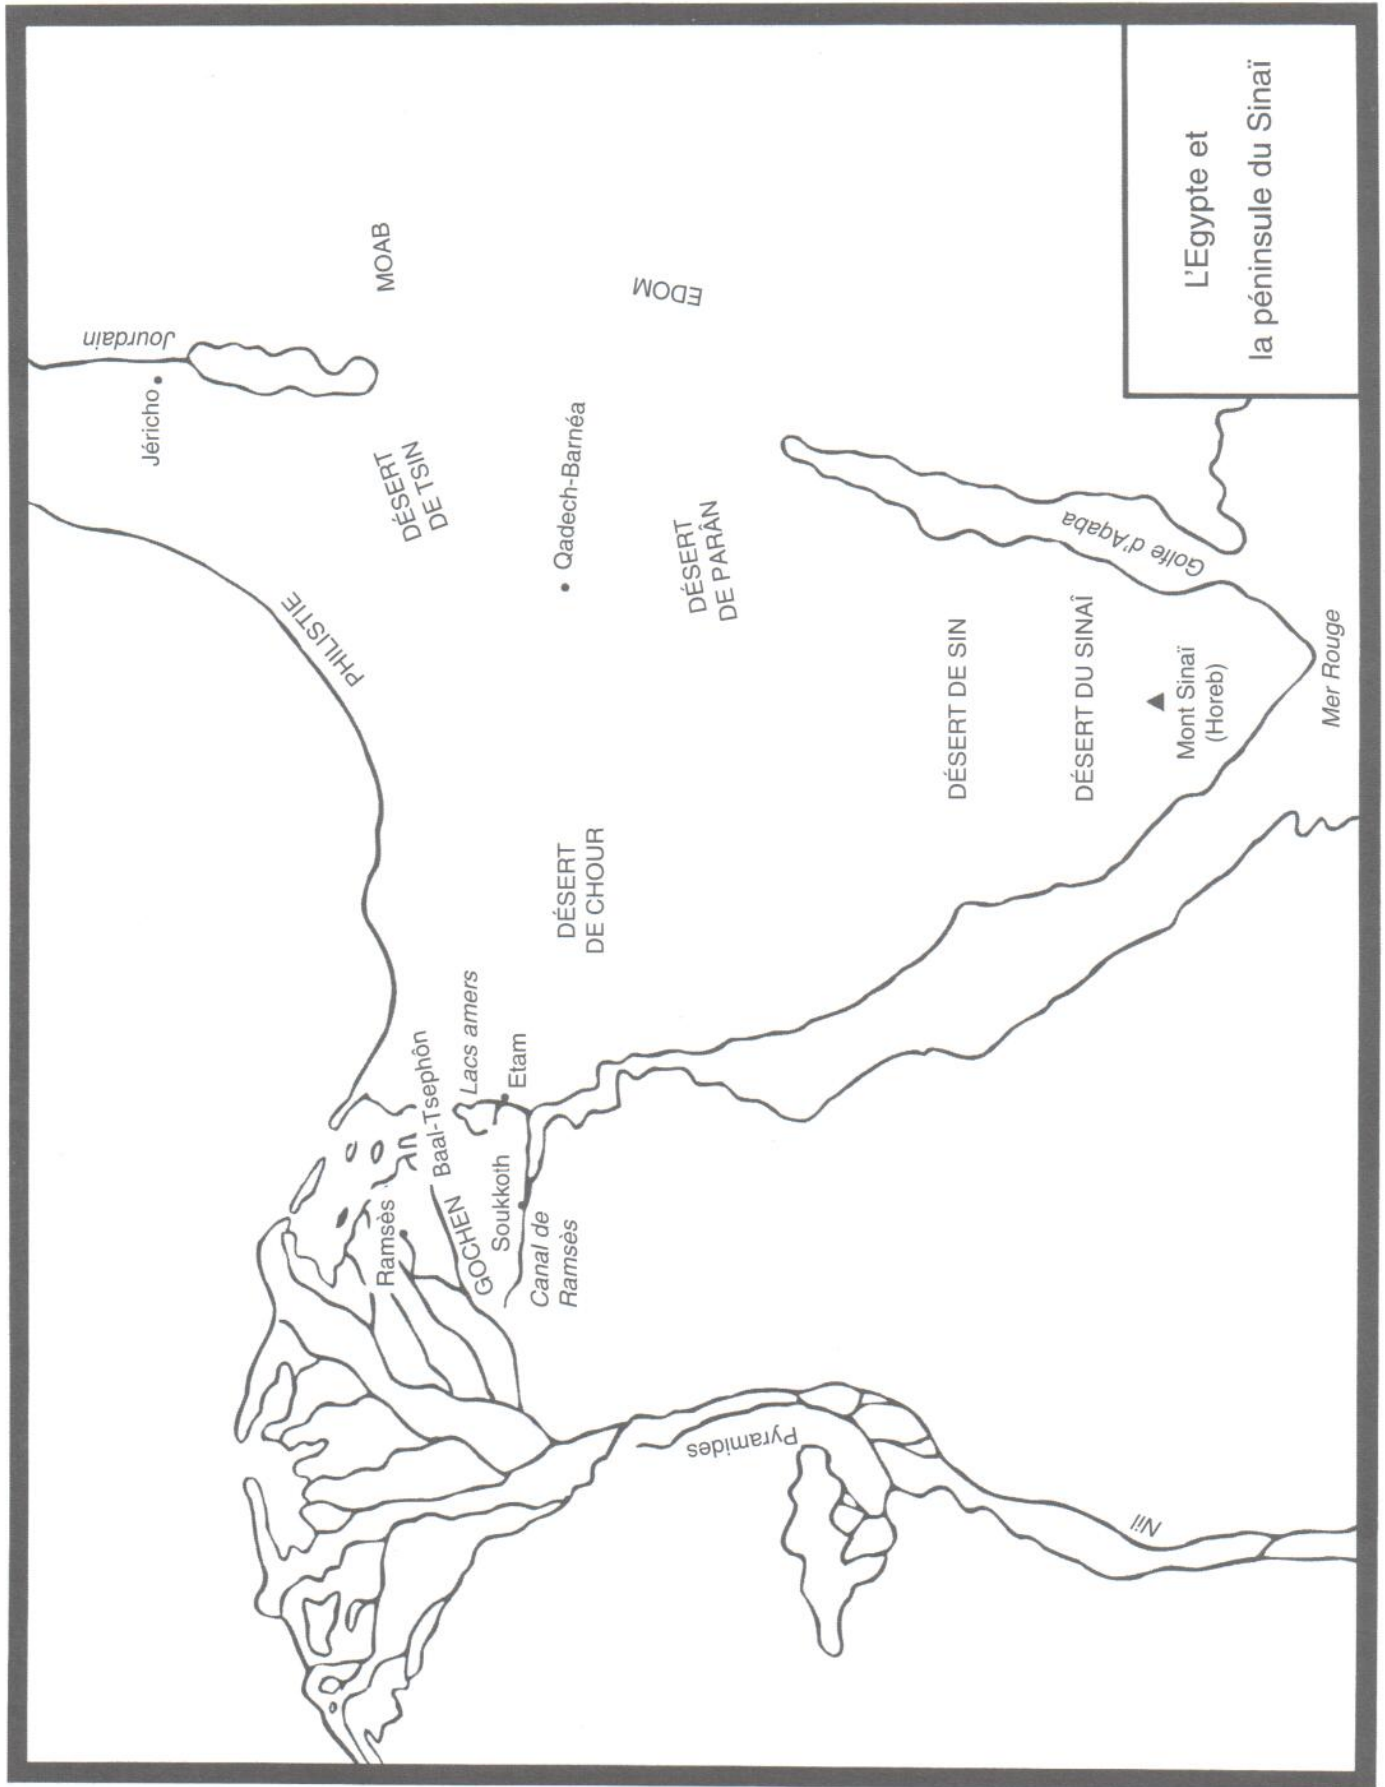 L'Egypte et
la péninsule du Sinaï
Jourdain
Jéricho
MOAB
PHILISTIE
DÉSERT
DE TSIN
EDOM
Qadech-Barnéa
DÉSERT
DE PARÂN
DÉSERT
DE CHOUR
Ramsès
Baal-Tsephôn
Lacs amers
GOCHEN
Etam
Soukkoth
Canal de
Ramsès
Pyramides
Nil
DÉSERT DE SIN
DÉSERT DU SINAÎ
Mont Sinaï
(Horeb)
Golfe d'Aqaba
Mer Rouge